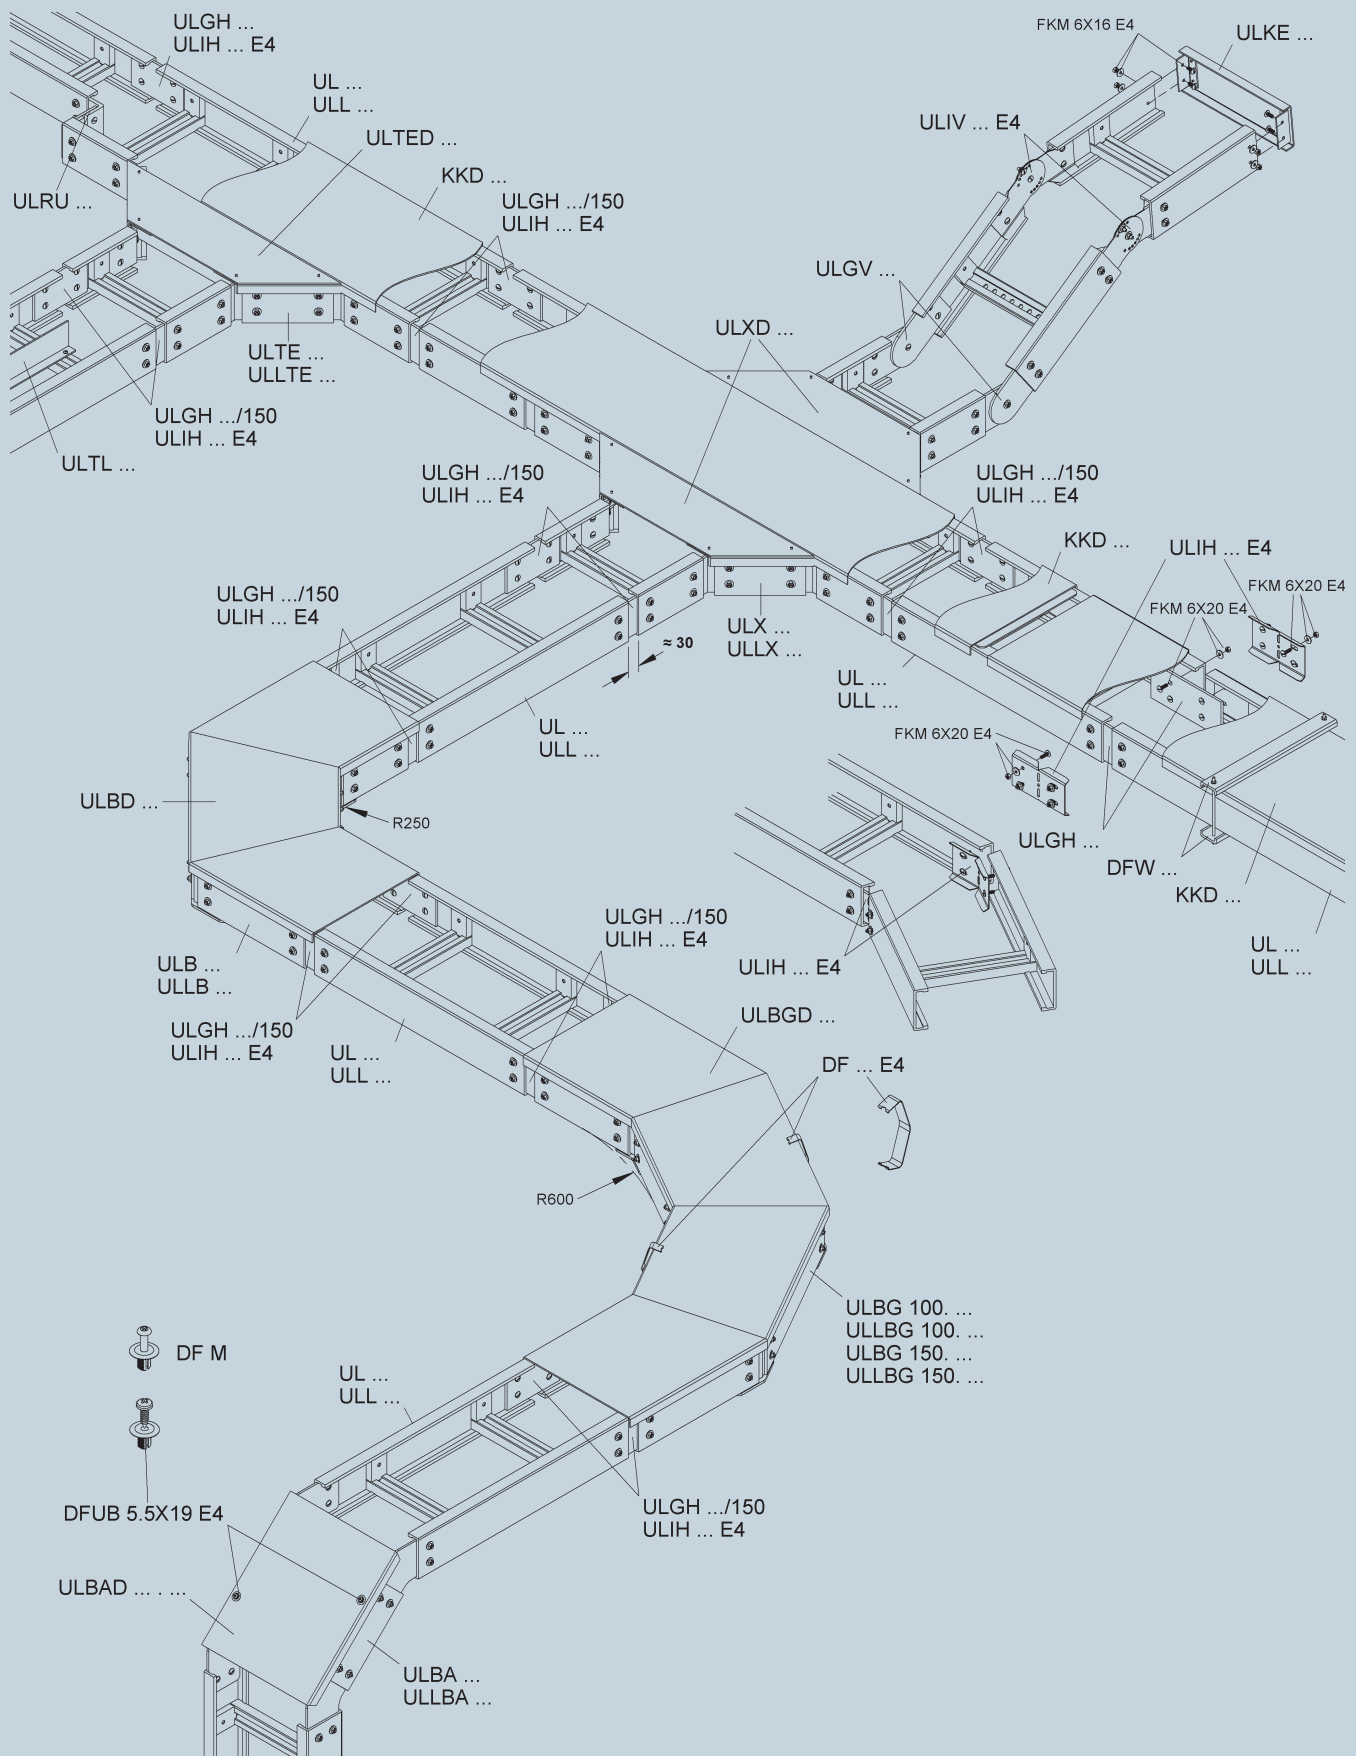 ULGH ...
ULIH ... E4
FKM 6X16 E4
ULKE ...
UL ...
ULL ...
ULTED ...
ULIV ... E4
KKD ...
ULRU ...
ULGH .../150
ULIH ... E4
ULGV ...
ULXD ...
ULTE ...
ULLTE ...
ULGH .../150
ULIH ... E4
ULTL ...
ULGH .../150
ULIH ... E4
ULGH .../150
ULIH ... E4
KKD ...
ULIH ... E4
FKM 6X20 E4
FKM 6X20 E4
ULGH .../150
ULIH ... E4
ULX ...
ULLX ...
≈ 30
UL ...
ULL ...
UL ...
ULL ...
FKM 6X20 E4
ULBD ...
R250
ULGH ...
DFW ...
KKD ...
ULGH .../150
ULIH ... E4
UL ...
ULL ...
ULB ...
ULLB ...
ULIH ... E4
ULBGD ...
ULGH .../150
ULIH ... E4
UL ...
ULL ...
DF ... E4
R600
ULBG 100. ...
ULLBG 100. ...
ULBG 150. ...
ULLBG 150. ...
DF M
UL ...
ULL ...
DFUB 5.5X19 E4
ULGH .../150
ULIH ... E4
ULBAD ... . ...
ULBA ...
ULLBA ...